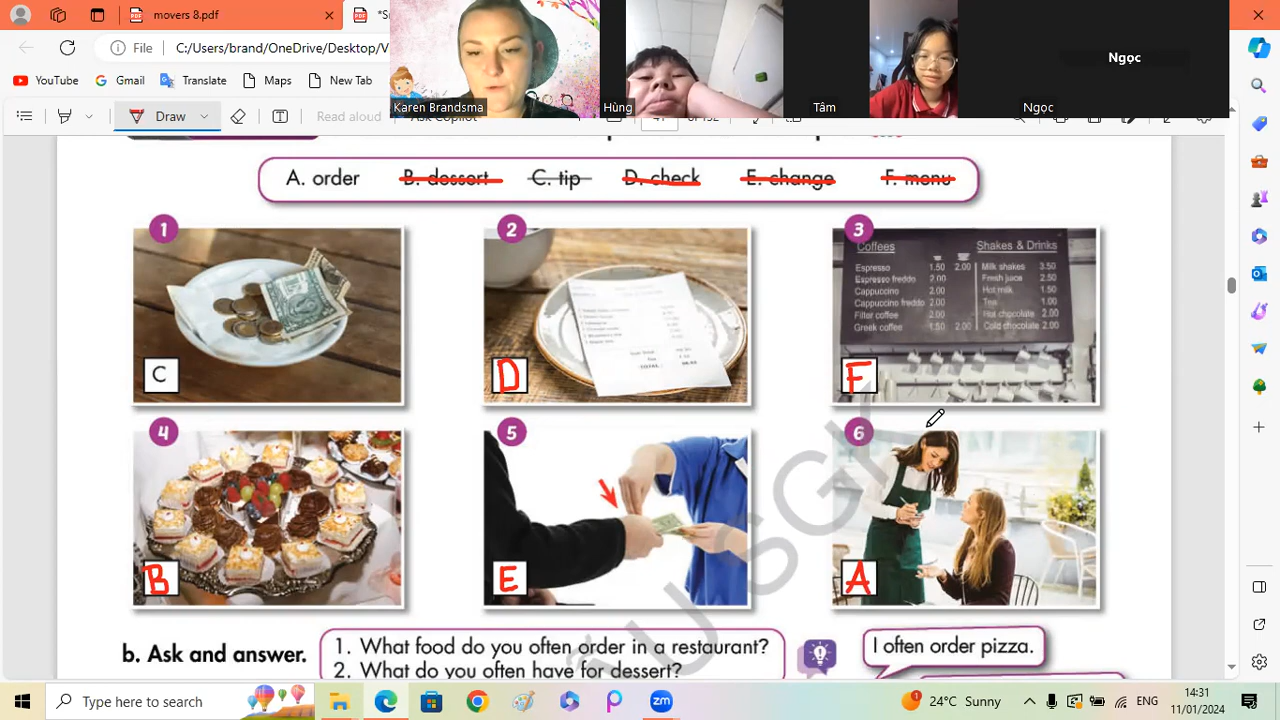 movers 8.pdf
File
C:/Users/brand/OneDrive/Desktop/V
YouTube
Gmail
Translate
Maps
New Tab
Draw
Read aloud
Ask Copilot
Karen Brandsma
Hùng
Tâm
Ngọc
Ngọc
A. order
B. dessert
C. tip
D. check
E. change
F. menu
1
2
3
Coffees
Espresso 1.50 2.00
Espresso freddo 2.00
Cappuccino 2.00
Cappuccino freddo 2.00
Filter coffee 2.00
Greek coffee 1.50 2.00
Shakes & Drinks
Milk shakes 3.50
Fresh juice 2.50
Hot milk 1.50
Tea 1.00
Hot chocolate 2.00
Cold chocolate 2.00
C
D
F
4
5
6
B
E
A
b. Ask and answer.
1. What food do you often order in a restaurant?
2. What do you often have for dessert?
I often order pizza.
Type here to search
24°C Sunny
ENG
14:31
11/01/2024